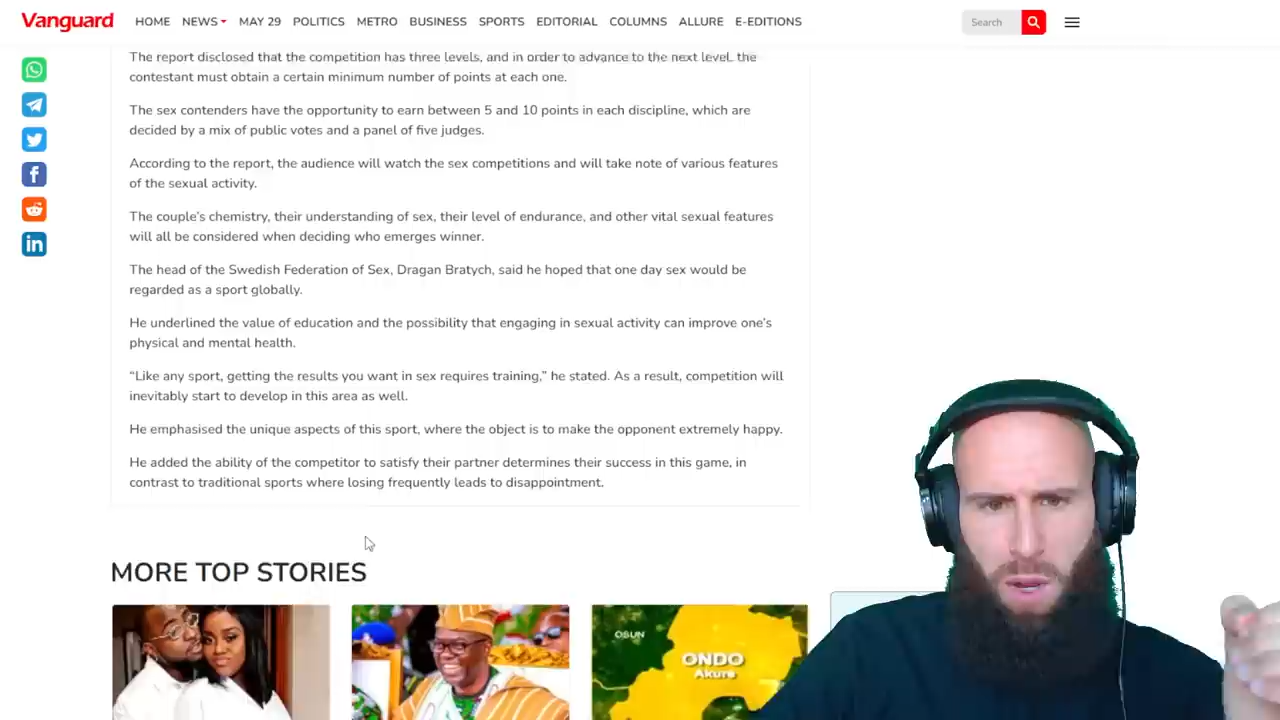 Vanguard HOME NEWS MAY 29 POLITICS METRO BUSINESS SPORTS EDITORIAL COLUMNS ALLURE E-EDITIONS Search
The report disclosed that the competition has three levels, and in order to advance to the next level, the
contestant must obtain a certain minimum number of points at each one.
The sex contenders have the opportunity to earn between 5 and 10 points in each discipline, which are
decided by a mix of public votes and a panel of five judges.
According to the report, the audience will watch the sex competitions and will take note of various features
of the sexual activity.
The couple's chemistry, their understanding of sex, their level of endurance, and other vital sexual features
will all be considered when deciding who emerges winner.
The head of the Swedish Federation of Sex, Dragan Bratych, said he hoped that one day sex would be
regarded as a sport globally.
He underlined the value of education and the possibility that engaging in sexual activity can improve one's
physical and mental health.
“Like any sport, getting the results you want in sex requires training,” he stated. As a result, competition will
inevitably start to develop in this area as well.
He emphasised the unique aspects of this sport, where the object is to make the opponent extremely happy.
He added the ability of the competitor to satisfy their partner determines their success in this game, in
contrast to traditional sports where losing frequently leads to disappointment.
MORE TOP STORIES
OSUN
ONDO
Akure